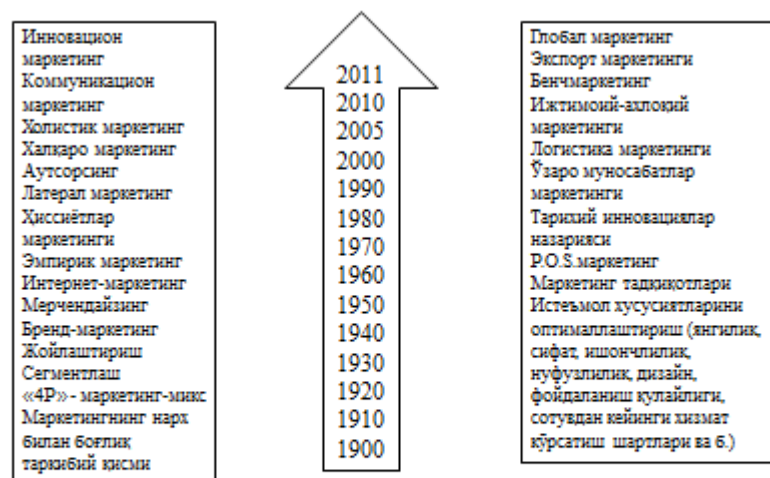 Инновацион
маркетинг
Коммуникацион
маркетинг
Холистик маркетинг
Халқаро маркетинг
Аутсорсинг
Латерал маркетинг
Ҳиссиётлар
маркетинги
Эмпирик маркетинг
Интернет-маркетинг
Мерчендайзинг
Бренд-маркетинг
Жойлаштириш
Сегментлаш
«4P» - маркетинг-микс
Маркетингнинг нарх
билан боғлиқ
таркибий қисми
2011
2010
2005
2000
1990
1980
1970
1960
1950
1940
1930
1920
1910
1900
Глобал маркетинг
Экспорт маркетинги
Бенчмаркетинг
Ижтимоий-ахлоқий
маркетинги
Логистика маркетинги
Ўзаро муносабатлар
маркетинги
Тарихий инновациялар
назарияси
P.O.S.маркетинг
Маркетинг тадқиқотлари
Истеъмол хусусиятларини
оптималлаштириш (янгилик,
сифат, ишончлилик,
нуфузлилик, дизайн,
фойдаланиш қулайлиги,
сотувдан кейинги хизмат
кўрсатиш шартлари ва б.)